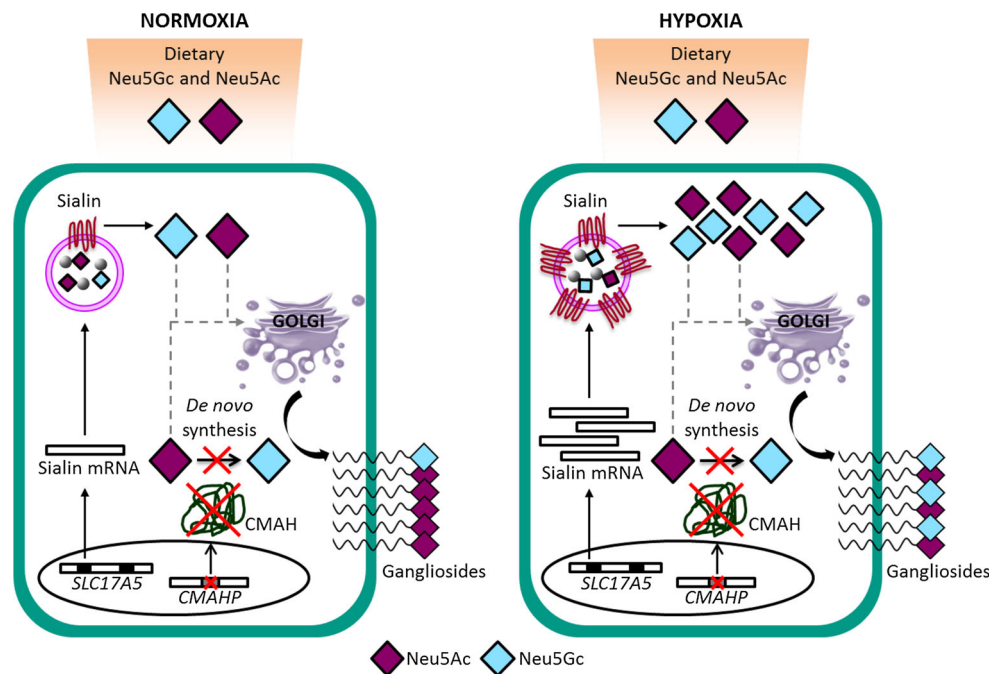 NORMOXIA
Dietary
Neu5Gc and Neu5Ac
Sialin
GOLGI
De novo
synthesis
Sialin mRNA
CMAH
SLC17A5
CMAHP
Gangliosides
HYPOXIA
Dietary
Neu5Gc and Neu5Ac
Sialin
GOLGI
De novo
synthesis
Sialin mRNA
CMAH
SLC17A5
CMAHP
Gangliosides
Neu5Ac
Neu5Gc